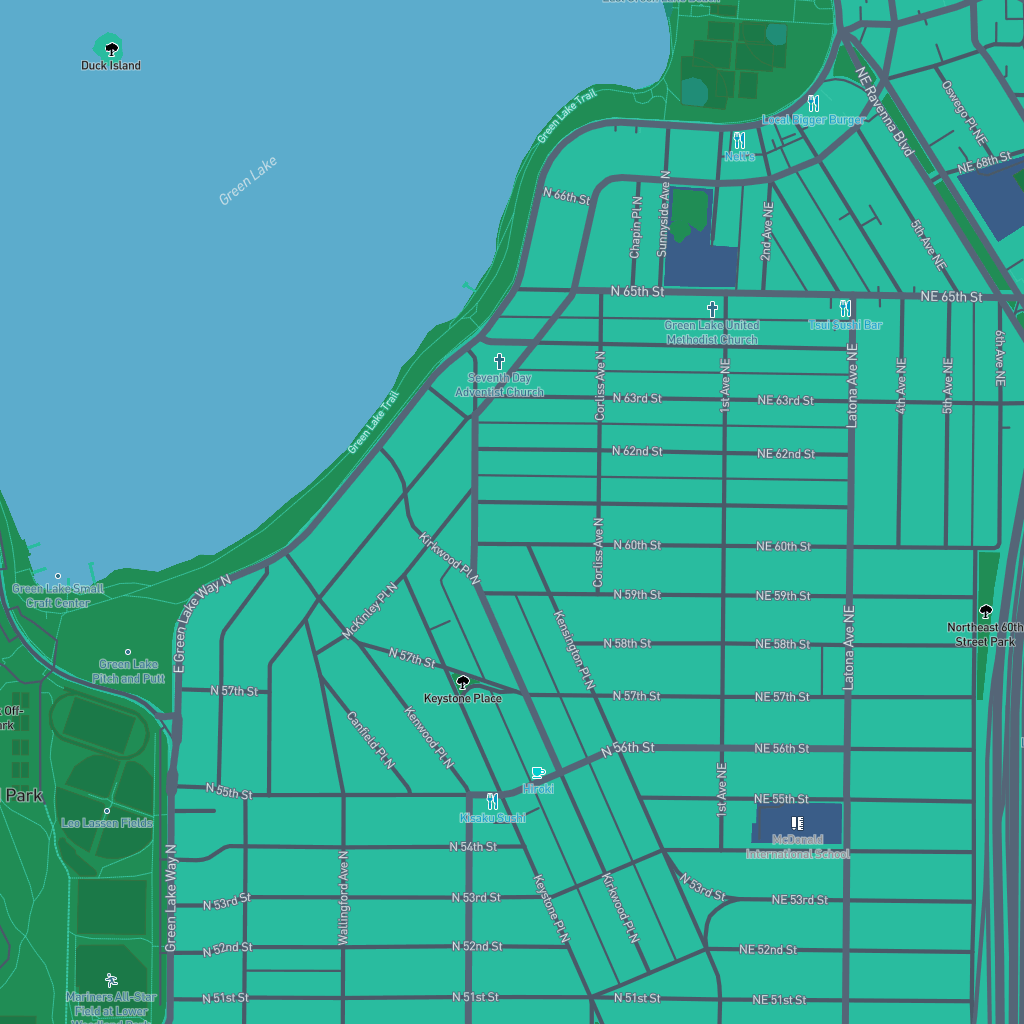 East Green Lake Beach
Duck Island
Green Lake Trail
NE Ravenna Blvd
Oswego Pl NE
Local Bigger Burger
Nell's
NE 68th St
Green Lake
N 66th St
Chapin Pl N
Sunnyside Ave N
2nd Ave NE
5th Ave NE
N 65th St
NE 65th St
Green Lake United
Methodist Church
Tsui Sushi Bar
Seventh Day
Adventist Church
Corliss Ave N
1st Ave NE
Latona Ave NE
4th Ave NE
5th Ave NE
6th Ave NE
N 63rd St
NE 63rd St
Green Lake Trail
N 62nd St
NE 62nd St
Corliss Ave N
N 60th St
NE 60th St
Kirkwood Pl N
Green Lake Small
Craft Center
E Green Lake Way N
McKinley Pl N
N 59th St
NE 59th St
Kensington Pl N
Latona Ave NE
Northeast 60th
Street Park
N 58th St
NE 58th St
Green Lake
Pitch and Putt
N 57th St
N 57th St
Keystone Place
N 57th St
NE 57th St
Canfield Pl N
Kenwood Pl N
N 56th St
NE 56th St
Hiroki
N 55th St
Kisaku Sushi
1st Ave NE
NE 55th St
Park
Leo Lassen Fields
McDonald
International School
N 54th St
Green Lake Way N
Wallingford Ave N
N 53rd St
N 53rd St
Keystone Pl N
Kirkwood Pl N
N 53rd St
NE 53rd St
N 52nd St
N 52nd St
NE 52nd St
Mariners All-Star
Field at Lower
Woodland Park
N 51st St
N 51st St
N 51st St
NE 51st St